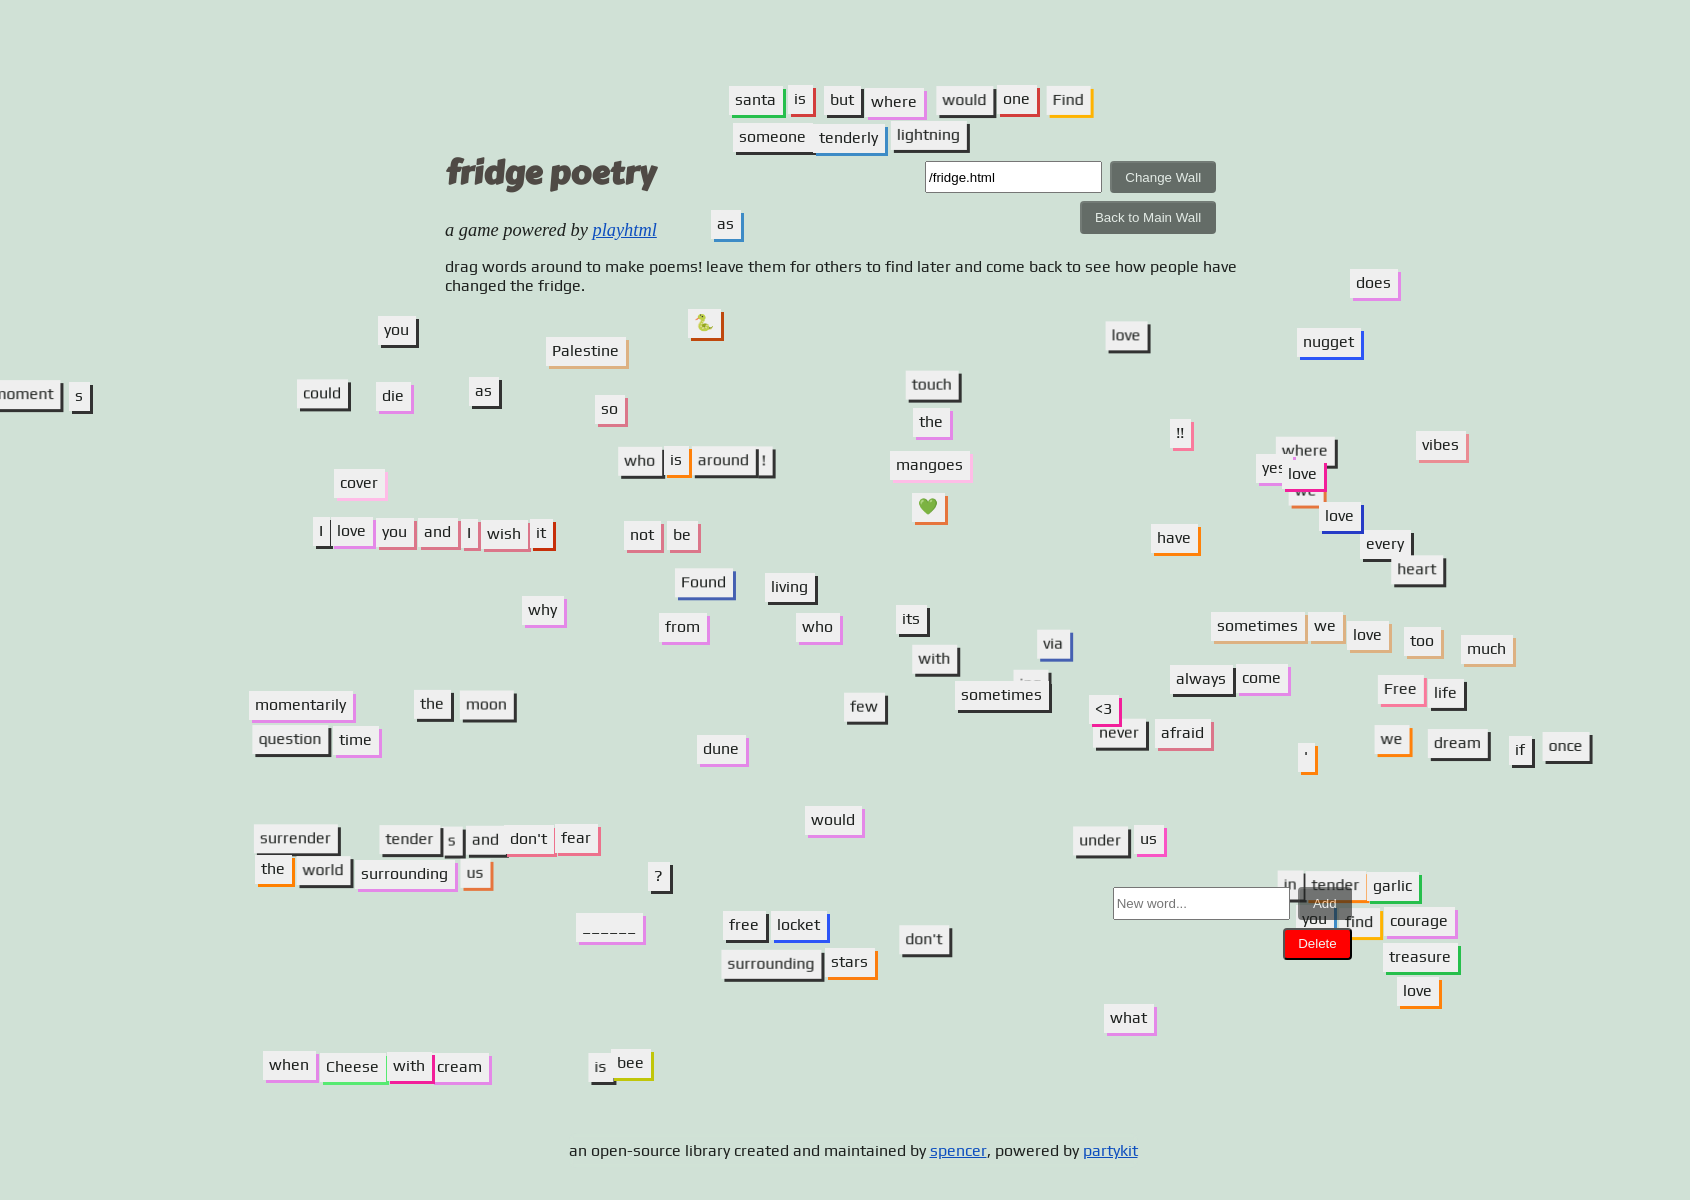 santa is but where would one Find
someone tenderly lightning
fridge poetry
/fridge.html
Change Wall
Back to Main Wall
a game powered by playhtml
as
drag words around to make poems! leave them for others to find later and come back to see how people have
changed the fridge.
does
🐍
you
love
nugget
Palestine
touch
moment s
could
die
as
so
the
!!
vibes
where
who is around !
mangoes
yes
love
we
cover
💚
love
I love you and I wish it
not be
have
every
heart
Found
living
why
from
who
its
via
sometimes we love too much
with
always come
sometimes
Free life
momentarily
the moon
few
<3
never afraid
question time
dune
'
we dream if once
would
surrender
tender s and don't fear
under us
the world surrounding us
?
in tender garlic
New word...
Add
you find courage
______
free locket
don't
Delete
treasure
surrounding stars
love
what
when Cheese with cream
is bee
an open-source library created and maintained by spencer, powered by partykit